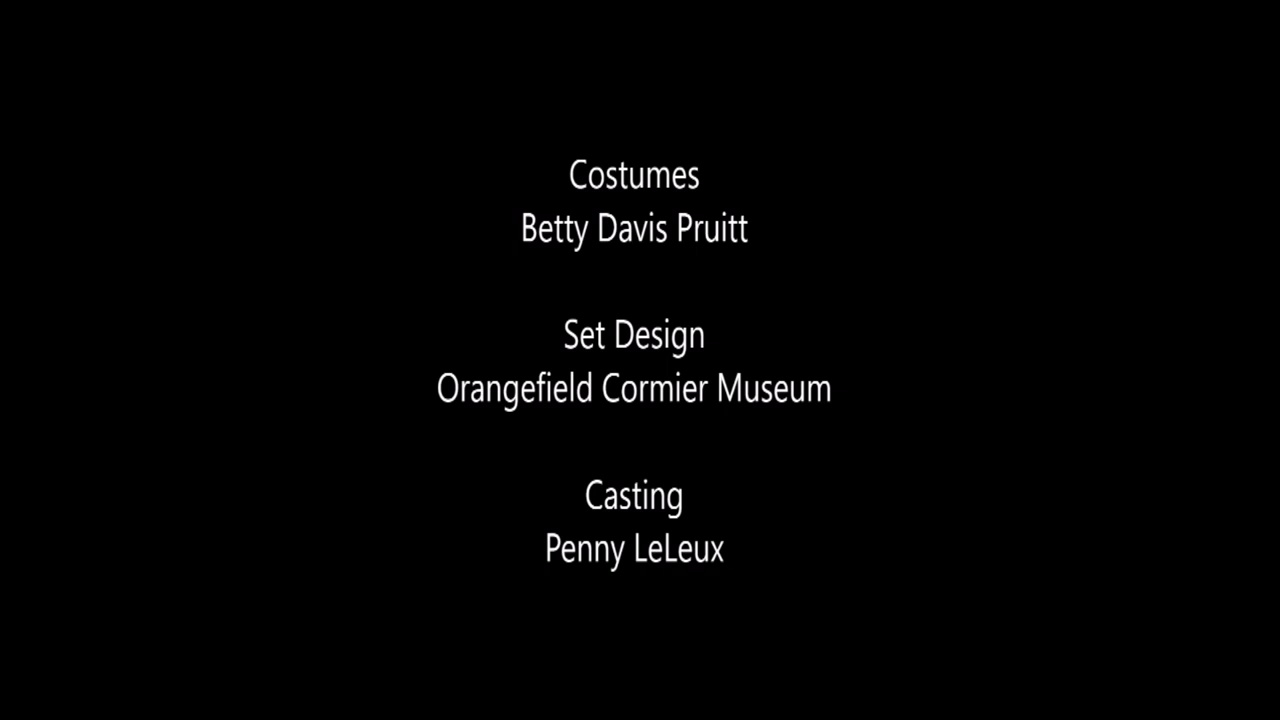 Costumes
Betty Davis Pruitt
Set Design
Orangefield Cormier Museum
Casting
Penny LeLeux